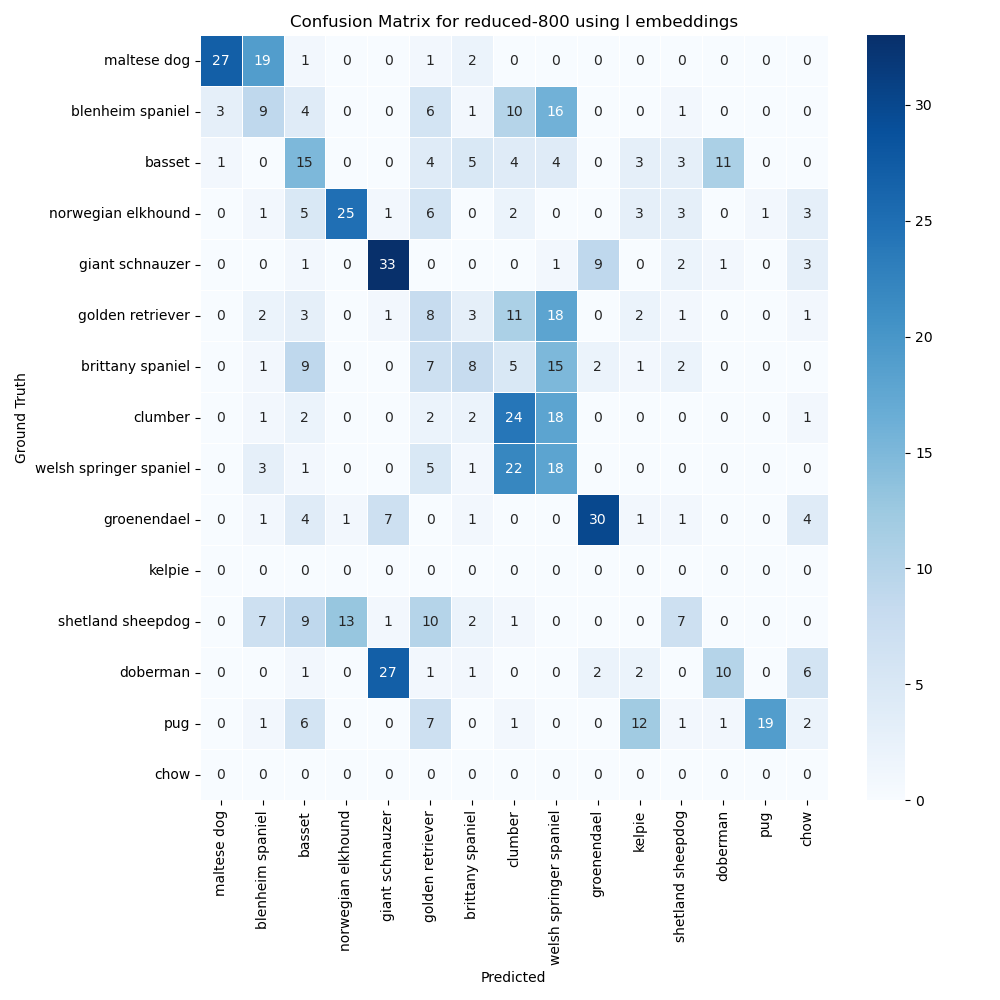 Confusion Matrix for reduced-800 using l embeddings
maltese dog 27 19 1 0 0 1 2 0 0 0 0 0 0 0 0
blenheim spaniel 3 9 4 0 0 6 1 10 16 0 0 1 0 0 0
basset 1 0 15 0 0 4 5 4 4 0 3 3 11 0 0
norwegian elkhound 0 1 5 25 1 6 0 2 0 0 3 3 0 1 3
giant schnauzer 0 0 1 0 33 0 0 0 1 9 0 2 1 0 3
golden retriever 0 2 3 0 1 8 3 11 18 0 2 1 0 0 1
brittany spaniel 0 1 9 0 0 7 8 5 15 2 1 2 0 0 0
clumber 0 1 2 0 0 2 2 24 18 0 0 0 0 0 1
welsh springer spaniel 0 3 1 0 0 5 1 22 18 0 0 0 0 0 0
groenendael 0 1 4 1 7 0 1 0 0 30 1 1 0 0 4
kelpie 0 0 0 0 0 0 0 0 0 0 0 0 0 0 0
shetland sheepdog 0 7 9 13 1 10 2 1 0 0 0 7 0 0 0
doberman 0 0 1 0 27 1 1 0 0 2 2 0 10 0 6
pug 0 1 6 0 0 7 0 1 0 0 12 1 1 19 2
chow 0 0 0 0 0 0 0 0 0 0 0 0 0 0 0
Ground Truth
maltese dog
blenheim spaniel
basset
norwegian elkhound
giant schnauzer
golden retriever
brittany spaniel
clumber
welsh springer spaniel
groenendael
kelpie
shetland sheepdog
doberman
pug
chow
Predicted
30
25
20
15
10
5
0